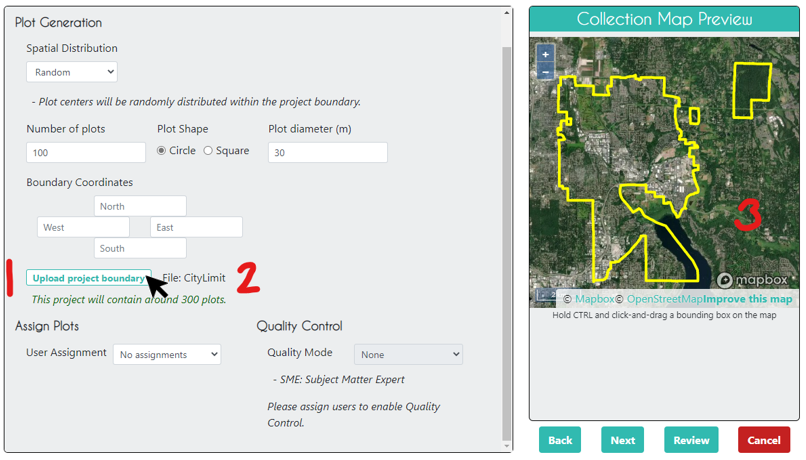 Plot Generation
Spatial Distribution
Random
- Plot centers will be randomly distributed within the project boundary.
Number of plots Plot Shape Plot diameter (m)
100 Circle Square 30
Boundary Coordinates
North
West East
South
1 Upload project boundary File: CityLimit 2
This project will contain around 300 plots.
Assign Plots Quality Control
User Assignment No assignments Quality Mode None
- SME: Subject Matter Expert
Please assign users to enable Quality
Control.
Collection Map Preview
+
−
3
mapbox
© Mapbox© OpenStreetMapImprove this map
Hold CTRL and click-and-drag a bounding box on the map
Back Next Review Cancel